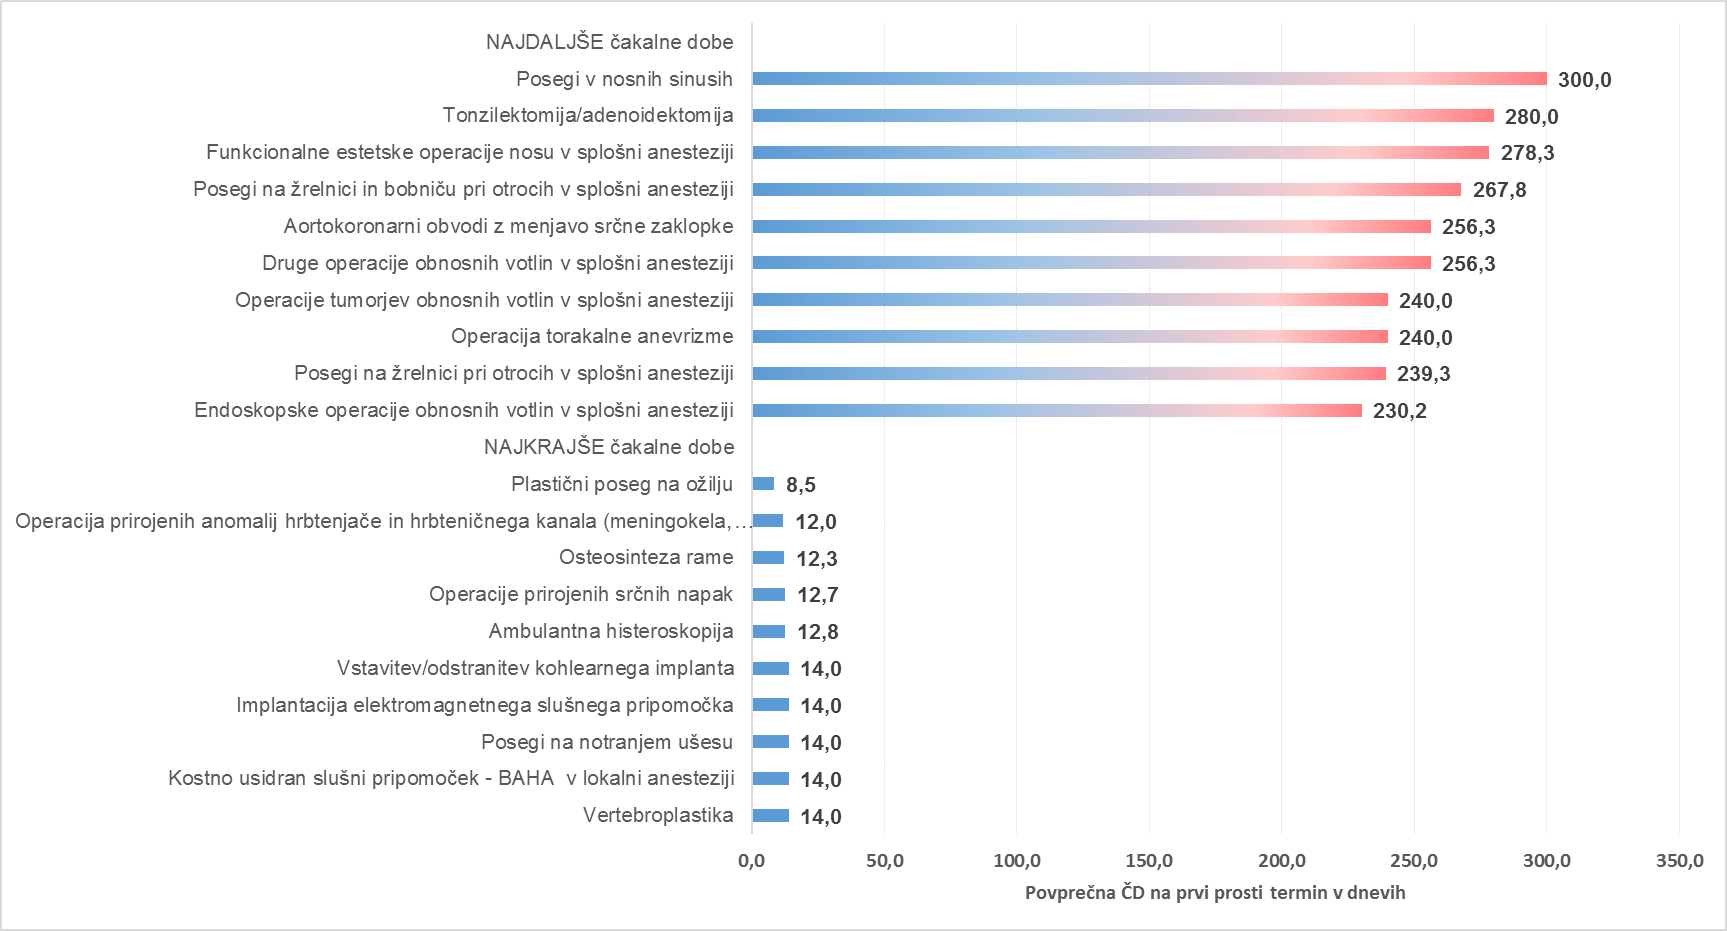 NAJDALJŠE čakalne dobe
Posegi v nosnih sinusih 300,0
Tonzilektomija/adenoidektomija 280,0
Funkcionalne estetske operacije nosu v splošni anesteziji 278,3
Posegi na žrelnici in bobniču pri otrocih v splošni anesteziji 267,8
Aortokoronarni obvodi z menjavo srčne zaklopke 256,3
Druge operacije obnosnih votlin v splošni anesteziji 256,3
Operacije tumorjev obnosnih votlin v splošni anesteziji 240,0
Operacija torakalne anevrizme 240,0
Posegi na žrelnici pri otrocih v splošni anesteziji 239,3
Endoskopske operacije obnosnih votlin v splošni anesteziji 230,2
NAJKRAJŠE čakalne dobe
Plastični poseg na ožilju 8,5
Operacija prirojenih anomalij hrbtenjače in hrbteničnega kanala (meningokela, … 12,0
Osteosinteza rame 12,3
Operacije prirojenih srčnih napak 12,7
Ambulantna histeroskopija 12,8
Vstavitev/odstranitev kohlearnega implanta 14,0
Implantacija elektromagnetnega slušnega pripomočka 14,0
Posegi na notranjem ušesu 14,0
Kostno usidran slušni pripomoček - BAHA  v lokalni anesteziji 14,0
Vertebroplastika 14,0
0,0 50,0 100,0 150,0 200,0 250,0 300,0 350,0
Povprečna ČD na prvi prosti termin v dnevih